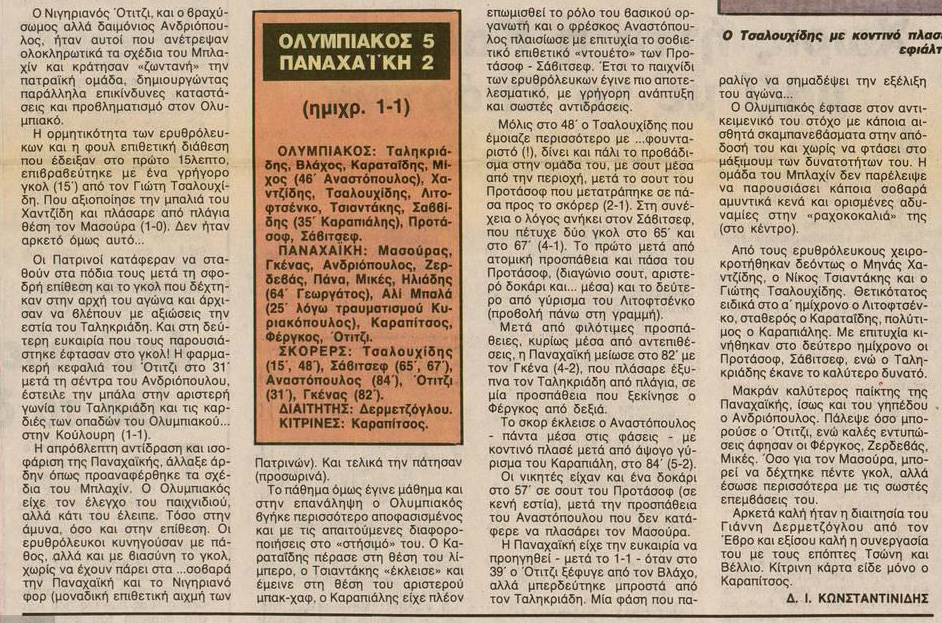 Ο Νιγηριανός Ότιτζι, και ο βραχύ-
σωμος αλλά δαιμόνιος Ανδριόπου-
λος, ήταν αυτοί που ανέτρεψαν
ολοκληρωτικά τα σχέδια του Μπλα-
χίν και κράτησαν «ζωντανή» την
πατραϊκή ομάδα, δημιουργώντας
παράλληλα επικίνδυνες καταστά-
σεις και προβληματισμό στον Ολυ-
μπιακό.
Η ορμητικότητα των ερυθρόλευ-
κων και η φουλ επιθετική διάθεση
που έδειξαν στο πρώτο 15λεπτο,
επιβραβεύτηκε με ένα γρήγορο
γκολ (15΄) από τον Γιώτη Τσαλουχί-
δη. Που αξιοποίησε την μπαλιά του
Χαντζίδη και πλάσαρε από πλάγια
θέση τον Μασούρα (1-0). Δεν ήταν
αρκετό όμως αυτό...
Οι Πατρινοί κατάφεραν να στα-
θούν στα πόδια τους μετά τη σφο-
δρή επίθεση και το γκολ που δέχτη-
καν στην αρχή του αγώνα και άρχι-
σαν να βλέπουν με αξιώσεις την
εστία του Ταληκριάδη. Και στη δεύ-
τερη ευκαιρία που τους παρουσιά-
στηκε έφτασαν στο γκολ! Η φαρμα-
κερή κεφαλιά του Ότιτζι στο 31΄
μετά τη σέντρα του Ανδριόπουλου,
έστειλε την μπάλα στην αριστερή
γωνία του Ταληκριάδη και τις καρ-
διές των οπαδών του Ολυμπιακού...
στην Κούλουρη (1-1).
Η απρόβλεπτη αντίδραση και ισο-
φάριση της Παναχαϊκής, άλλαξε άρ-
δην όπως προαναφέρθηκε τα σχέ-
δια του Μπλαχίν. Ο Ολυμπιακός
είχε τον έλεγχο του παιχνιδιού,
αλλά κάτι του έλειπε. Τόσο στην
άμυνα, όσο και στην επίθεση. Οι
ερυθρόλευκοι κυνηγούσαν με πά-
θος, αλλά και με βιασύνη το γκολ,
χωρίς να έχουν πάρει στα ...σοβαρά
την Παναχαϊκή και το Νιγηριανό
φορ (μοναδική επιθετική αιχμή των
ΟΛΥΜΠΙΑΚΟΣ 5
ΠΑΝΑΧΑΪΚΗ 2
(ημιχρ. 1-1)
ΟΛΥΜΠΙΑΚΟΣ: Ταληκριά-
δης, Βλάχος, Καραταΐδης, Μί-
χος (46΄ Αναστόπουλος), Χα-
ντζίδης, Τσαλουχίδης, Λιτο-
φτσένκο, Τσιαντάκης, Σαββί-
δης (35΄ Καραπιάλης), Προτά-
σοφ, Σάβιτσεφ.
ΠΑΝΑΧΑΪΚΗ: Μασούρας,
Γκένας, Ανδριόπουλος, Ζερ-
δεβάς, Πάνα, Μικές, Ηλιάδης
(64΄ Γεωργάτος), Αλί Μπαλά
(25΄ λόγω τραυματισμού Κυ-
ριακόπουλος), Καραπίτσος,
Φέργκος, Ότιτζι.
ΣΚΟΡΕΡΣ: Τσαλουχίδης
(15΄, 48΄), Σάβιτσεφ (65΄, 67΄),
Αναστόπουλος (84΄), Ότιτζι
(31΄), Γκένας (82΄).
ΔΙΑΙΤΗΤΗΣ: Δερμετζόγλου.
ΚΙΤΡΙΝΕΣ: Καραπίτσος.
Πατρινών). Και τελικά την πάτησαν
(προσωρινά).
Το πάθημα όμως έγινε μάθημα και
στην επανάληψη ο Ολυμπιακός
βγήκε περισσότερο αποφασισμένος
και με τις απαιτούμενες διαφορο-
ποιήσεις στο «στήσιμό» του. Ο Κα-
ραταΐδης πέρασε στη θέση του λί-
μπερο, ο Τσιαντάκης «έκλεισε» και
έμεινε στη θέση του αριστερού
μπακ-χαφ, ο Καραπιάλης είχε πλέον
επωμισθεί το ρόλο του βασικού ορ-
γανωτή και ο φρέσκος Αναστόπου-
λος πλαισίωσε με επιτυχία το σοβιε-
τικό επιθετικό «ντουέτο» των Προ-
τάσοφ - Σάβιτσεφ. Έτσι το παιχνίδι
των ερυθρόλευκων έγινε πιο αποτε-
λεσματικό, με γρήγορη ανάπτυξη
και σωστές αντιδράσεις.
Μόλις στο 48΄ ο Τσαλουχίδης που
έμοιαζε περισσότερο με ...φουντα-
ριστό (!), δίνει και πάλι το προβάδι-
σμα στην ομάδα του, με σουτ μέσα
από την περιοχή, μετά το σουτ του
Προτάσοφ που μετατράπηκε σε πά-
σα προς το σκόρερ (2-1). Στη συνέ-
χεια ο λόγος ανήκει στον Σάβιτσεφ,
που πέτυχε δύο γκολ στο 65΄ και
στο 67΄ (4-1). Το πρώτο μετά από
ατομική προσπάθεια και πάσα του
Προτάσοφ, (διαγώνιο σουτ, αριστε-
ρό δοκάρι και... μέσα) και το δεύτε-
ρο από γύρισμα του Λιτοφτσένκο
(προβολή πάνω στη γραμμή).
Μετά από φιλότιμες προσπά-
θειες, κυρίως μέσα από αντεπιθέ-
σεις, η Παναχαϊκή μείωσε στο 82΄ με
τον Γκένα (4-2), που πλάσαρε έξυ-
πνα τον Ταληκριάδη από πλάγια, σε
μία προσπάθεια που ξεκίνησε ο
Φέργκος από δεξιά.
Το σκορ έκλεισε ο Αναστόπουλος
- πάντα μέσα στις φάσεις - με
κοντινό πλασέ μετά από άψογο γύ-
ρισμα του Καραπιάλη, στο 84΄ (5-2).
Οι νικητές είχαν και ένα δοκάρι
στο 57΄ σε σουτ του Προτάσοφ (σε
κενή εστία), μετά την προσπάθεια
του Αναστόπουλου που δεν κατά-
φερε να πλασάρει τον Μασούρα.
Η Παναχαϊκή είχε την ευκαιρία να
προηγηθεί - μετά το 1-1 - όταν στο
39΄ ο Ότιτζι ξέφυγε από τον Βλάχο,
αλλά μπερδεύτηκε μπροστά από
τον Ταληκριάδη. Μία φάση που πα-
Ο Τσαλουχίδης με κοντινό πλασέ
εφιάλτ
ραλίγο να σημαδέψει την εξέλιξη
του αγώνα...
Ο Ολυμπιακός έφτασε στον αντι-
κειμενικό του στόχο με κάποια αι-
σθητά σκαμπανεβάσματα στην από-
δοσή του και χωρίς να φτάσει στο
μάξιμουμ των δυνατοτήτων του. Η
ομάδα του Μπλαχίν δεν παρέλειψε
να παρουσιάσει κάποια σοβαρά
αμυντικά κενά και ορισμένες αδυ-
ναμίες στην «ραχοκοκαλιά» της
(στο κέντρο).
Από τους ερυθρόλευκους χειρο-
κροτήθηκαν δεόντως ο Μηνάς Χα-
ντζίδης, ο Νίκος Τσιαντάκης και ο
Γιώτης Τσαλουχίδης. Θετικότατος
ειδικά στο α΄ ημίχρονο ο Λιτοφτσέν-
κο, σταθερός ο Καραταΐδης, πολύτι-
μος ο Καραπιάλης. Με επιτυχία κι-
νήθηκαν στο δεύτερο ημίχρονο οι
Προτάσοφ, Σάβιτσεφ, ενώ ο Ταλη-
κριάδης έκανε το καλύτερο δυνατό.
Μακράν καλύτερος παίκτης της
Παναχαϊκής, ίσως και του γηπέδου
ο Ανδριόπουλος. Πάλεψε όσο μπο-
ρούσε ο Ότιτζι, ενώ καλές εντυπώ-
σεις άφησαν οι Φέργκος, Ζερδεβάς,
Μικές. Όσο για τον Μασούρα, μπο-
ρεί να δέχτηκε πέντε γκολ, αλλά
έσωσε περισσότερα με τις σωστές
επεμβάσεις του.
Αρκετά καλή ήταν η διαιτησία του
Γιάννη Δερμετζόγλου από τον
Έβρο και εξίσου καλή η συνεργασία
του με τους επόπτες Τσώνη και
Βέλλιο. Κίτρινη κάρτα είδε μόνο ο
Καραπίτσος.
Δ. Ι. ΚΩΝΣΤΑΝΤΙΝΙΔΗΣ